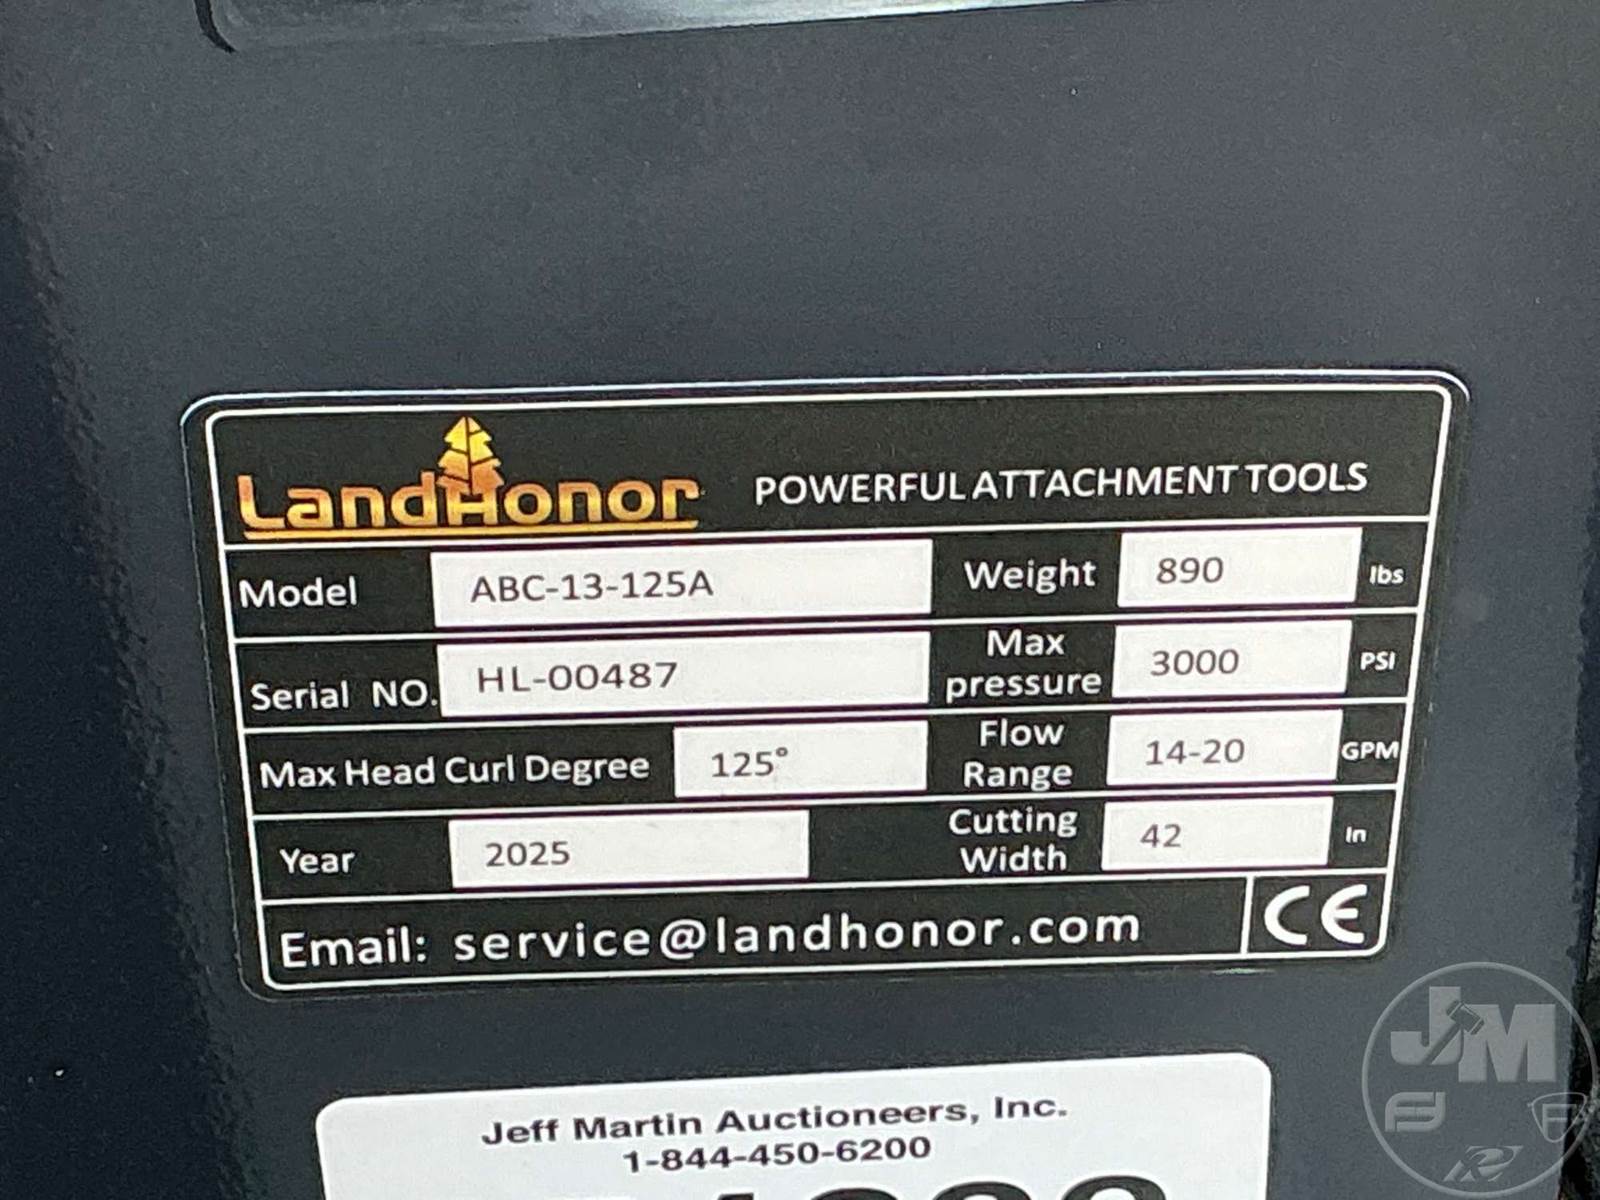 LandHonor POWERFUL ATTACHMENT TOOLS
Model ABC-13-125A Weight 890 lbs
Serial NO. HL-00487 Max pressure 3000 PSI
Max Head Curl Degree 125° Flow Range 14-20 GPM
Year 2025 Cutting Width 42 In
Email: service@landhonor.com CE
Jeff Martin Auctioneers, Inc.
1-844-450-6200
JM